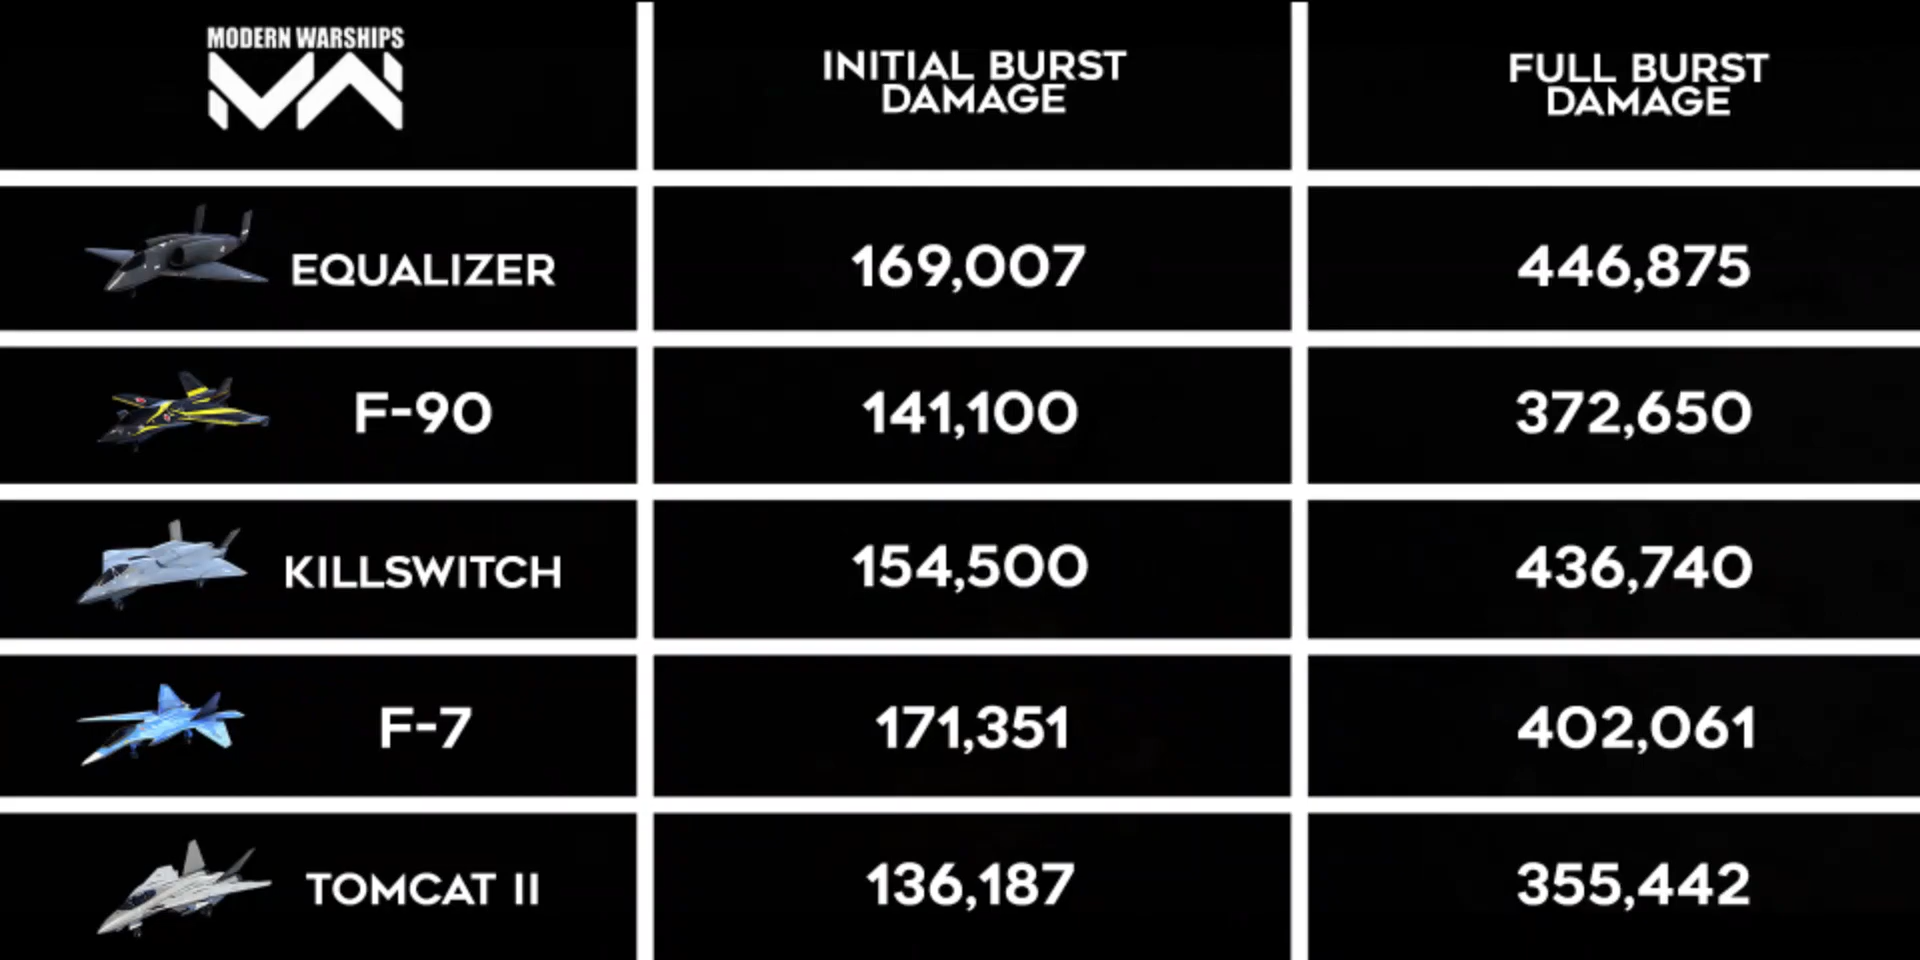 MODERN WARSHIPS
INITIAL BURST
DAMAGE
FULL BURST
DAMAGE
EQUALIZER
169,007
446,875
F-90
141,100
372,650
KILLSWITCH
154,500
436,740
F-7
171,351
402,061
TOMCAT II
136,187
355,442